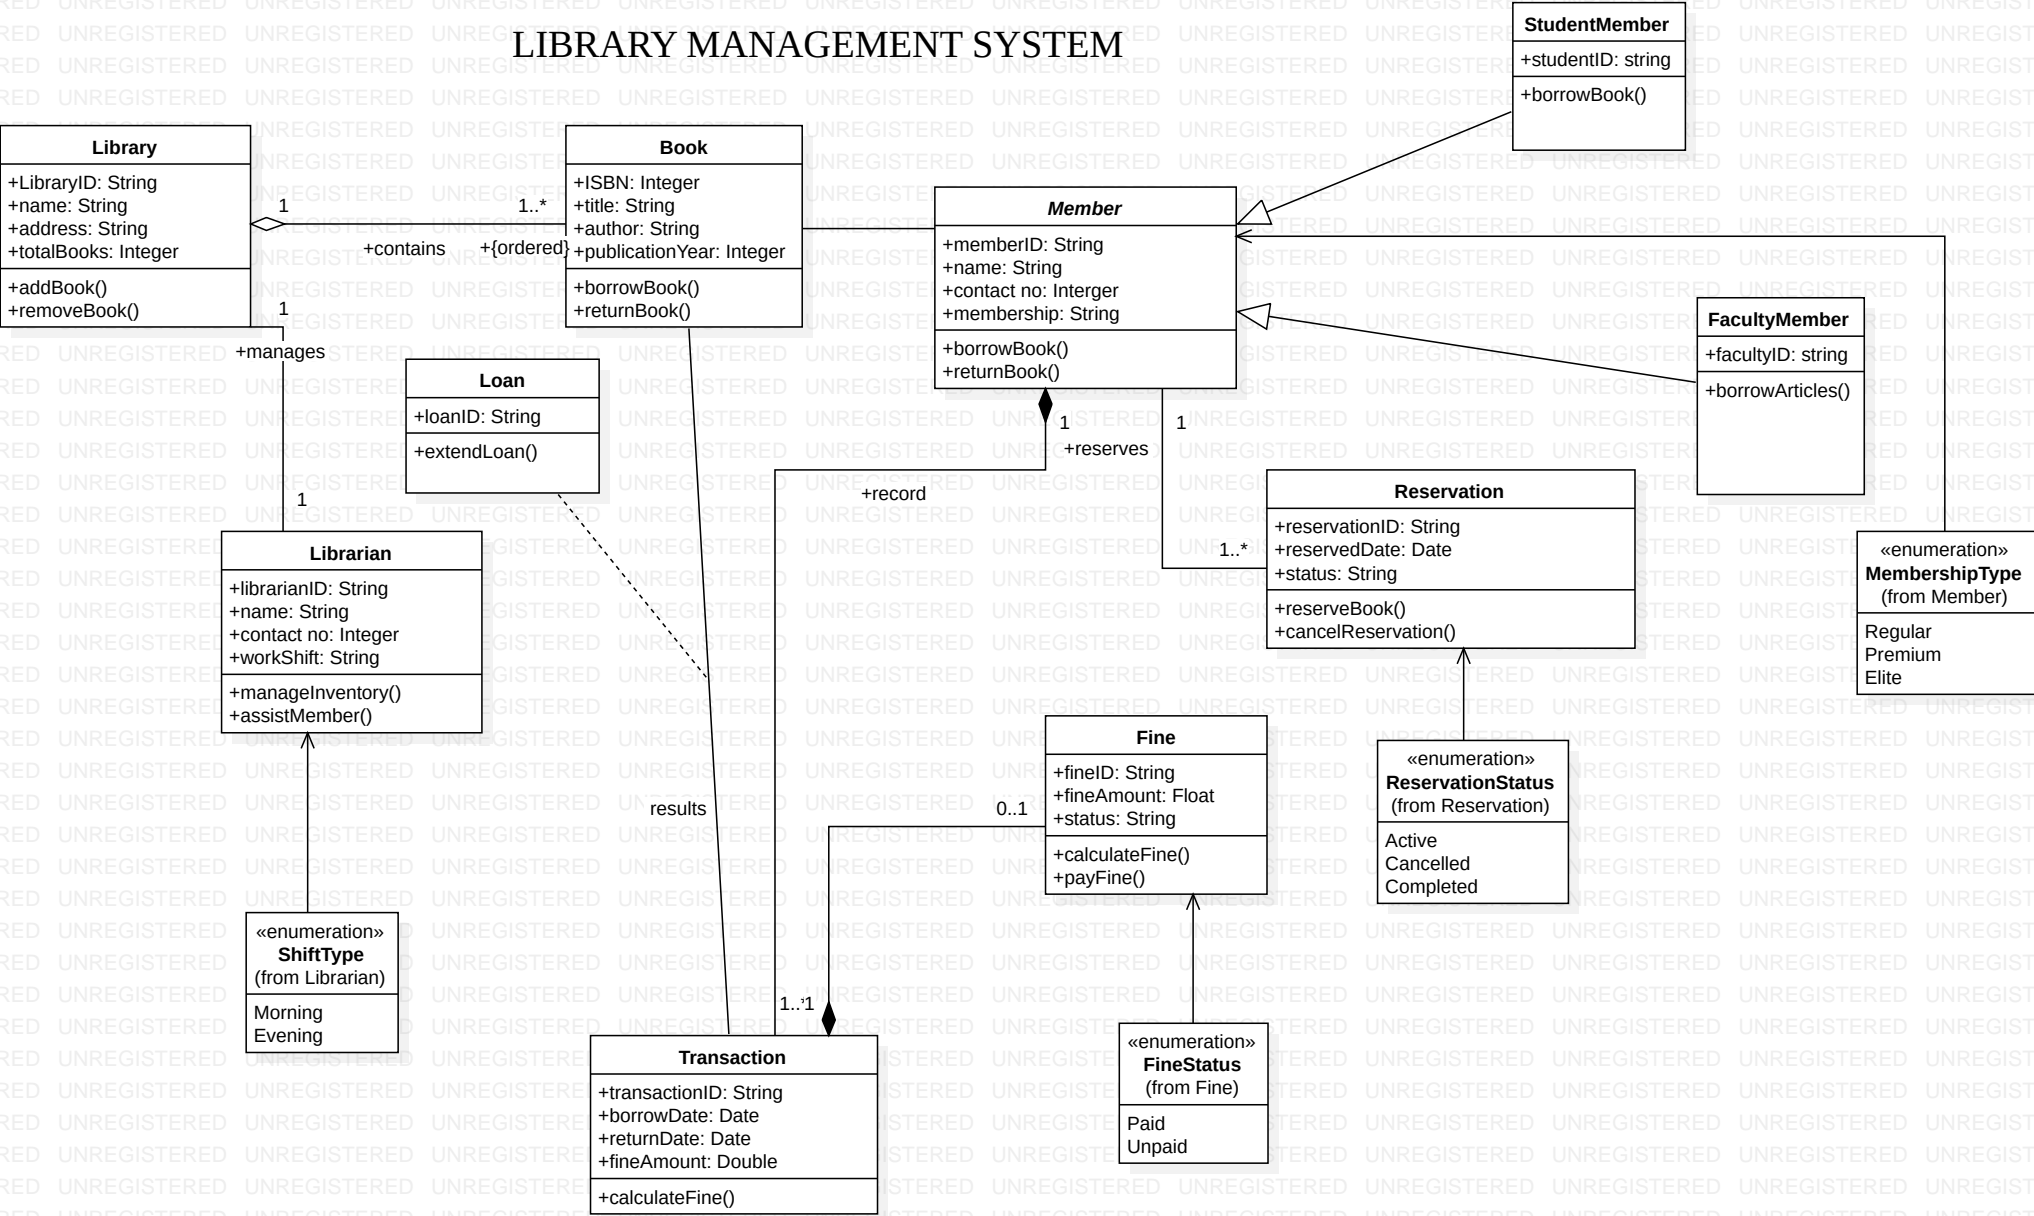 LIBRARY MANAGEMENT SYSTEM
StudentMember
+studentID: string
+borrowBook()
Library
+LibraryID: String
+name: String
+address: String
+totalBooks: Integer
+addBook()
+removeBook()
1
1..*
+contains
+{ordered}
Book
+ISBN: Integer
+title: String
+author: String
+publicationYear: Integer
+borrowBook()
+returnBook()
Member
+memberID: String
+name: String
+contact no: Interger
+membership: String
+borrowBook()
+returnBook()
FacultyMember
+facultyID: string
+borrowArticles()
1
+manages
1
Loan
+loanID: String
+extendLoan()
1
+reserves
1
+record
1..*
Reservation
+reservationID: String
+reservedDate: Date
+status: String
+reserveBook()
+cancelReservation()
Librarian
+librarianID: String
+name: String
+contact no: Integer
+workShift: String
+manageInventory()
+assistMember()
«enumeration»
MembershipType
(from Member)
Regular
Premium
Elite
Fine
+fineID: String
+fineAmount: Float
+status: String
+calculateFine()
+payFine()
«enumeration»
ReservationStatus
(from Reservation)
Active
Cancelled
Completed
results
0..1
«enumeration»
ShiftType
(from Librarian)
Morning
Evening
1
Transaction
+transactionID: String
+borrowDate: Date
+returnDate: Date
+fineAmount: Double
+calculateFine()
«enumeration»
FineStatus
(from Fine)
Paid
Unpaid
UNREGISTERED